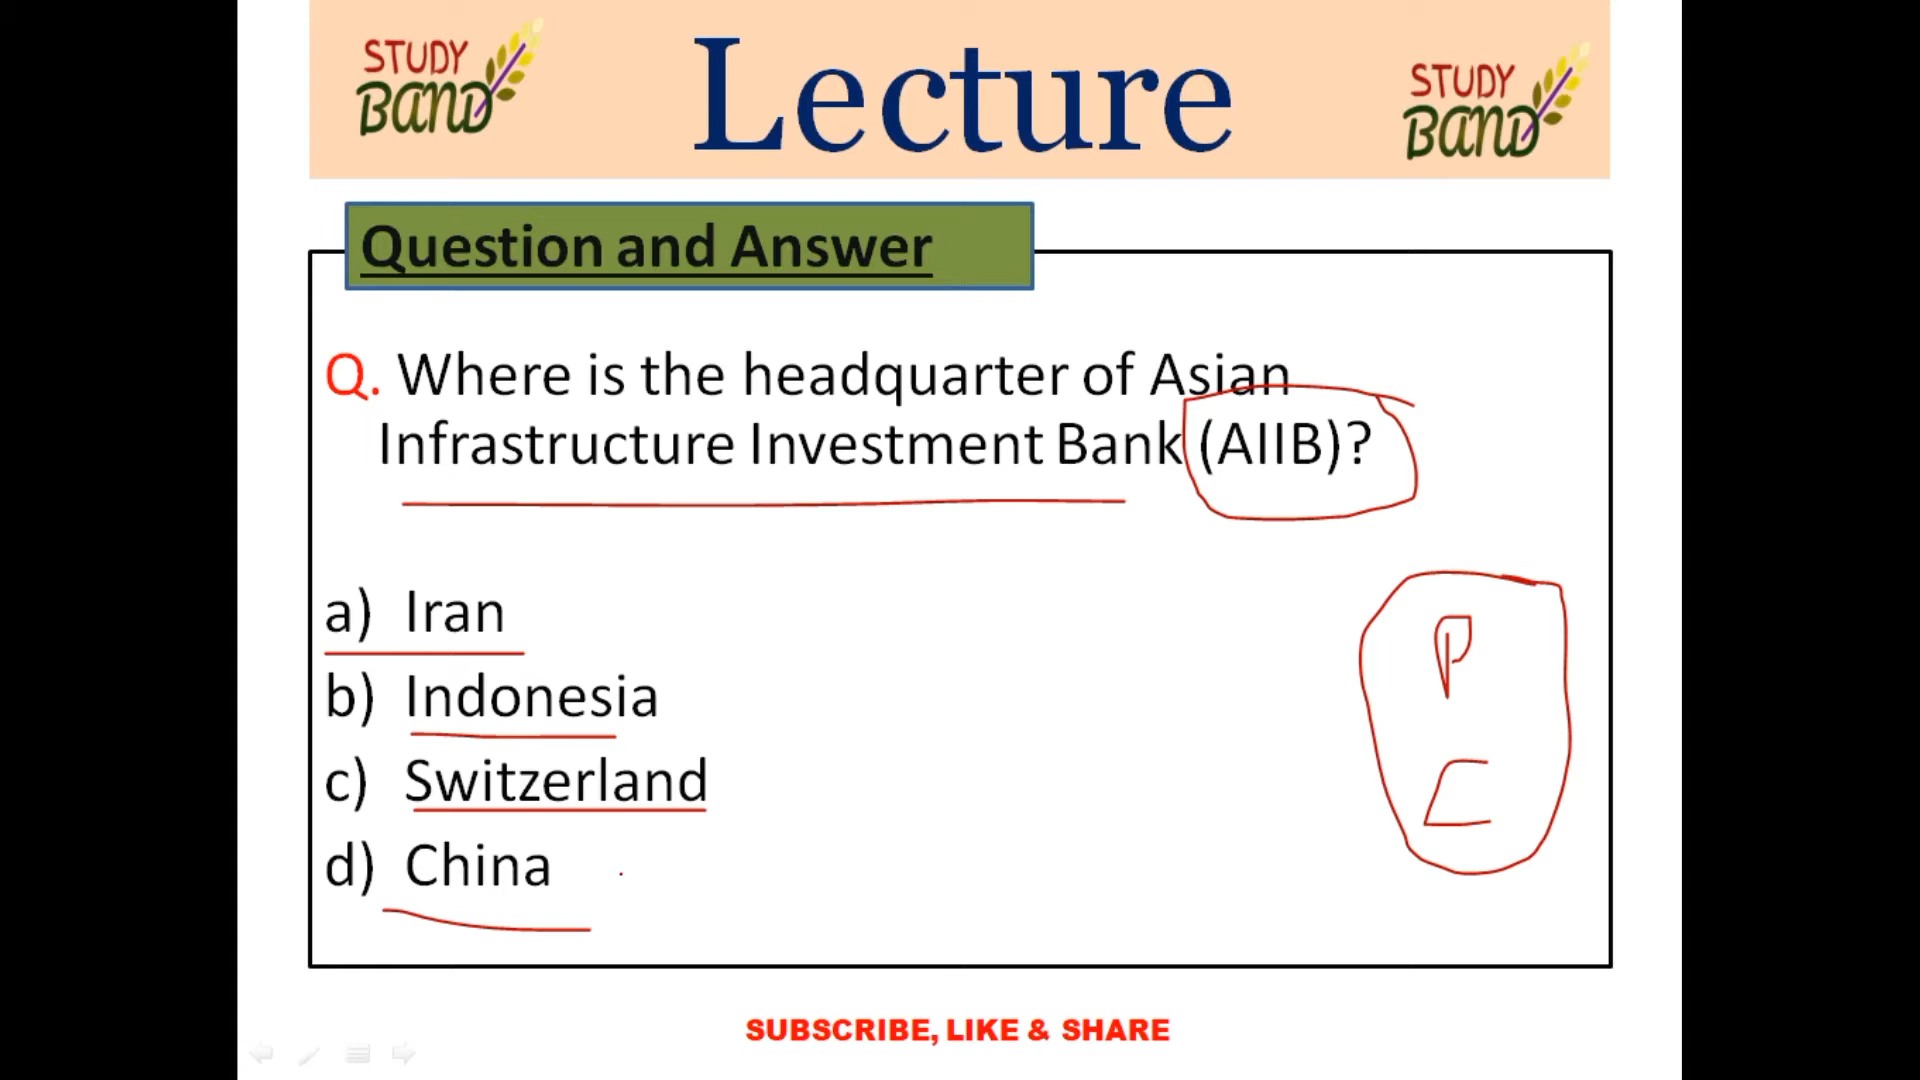 STUDY
BAND
Lecture
STUDY
BAND
Question and Answer
Q. Where is the headquarter of Asian
Infrastructure Investment Bank (AIIB)?
a) Iran
b) Indonesia
c) Switzerland
d) China
P
C
SUBSCRIBE, LIKE & SHARE